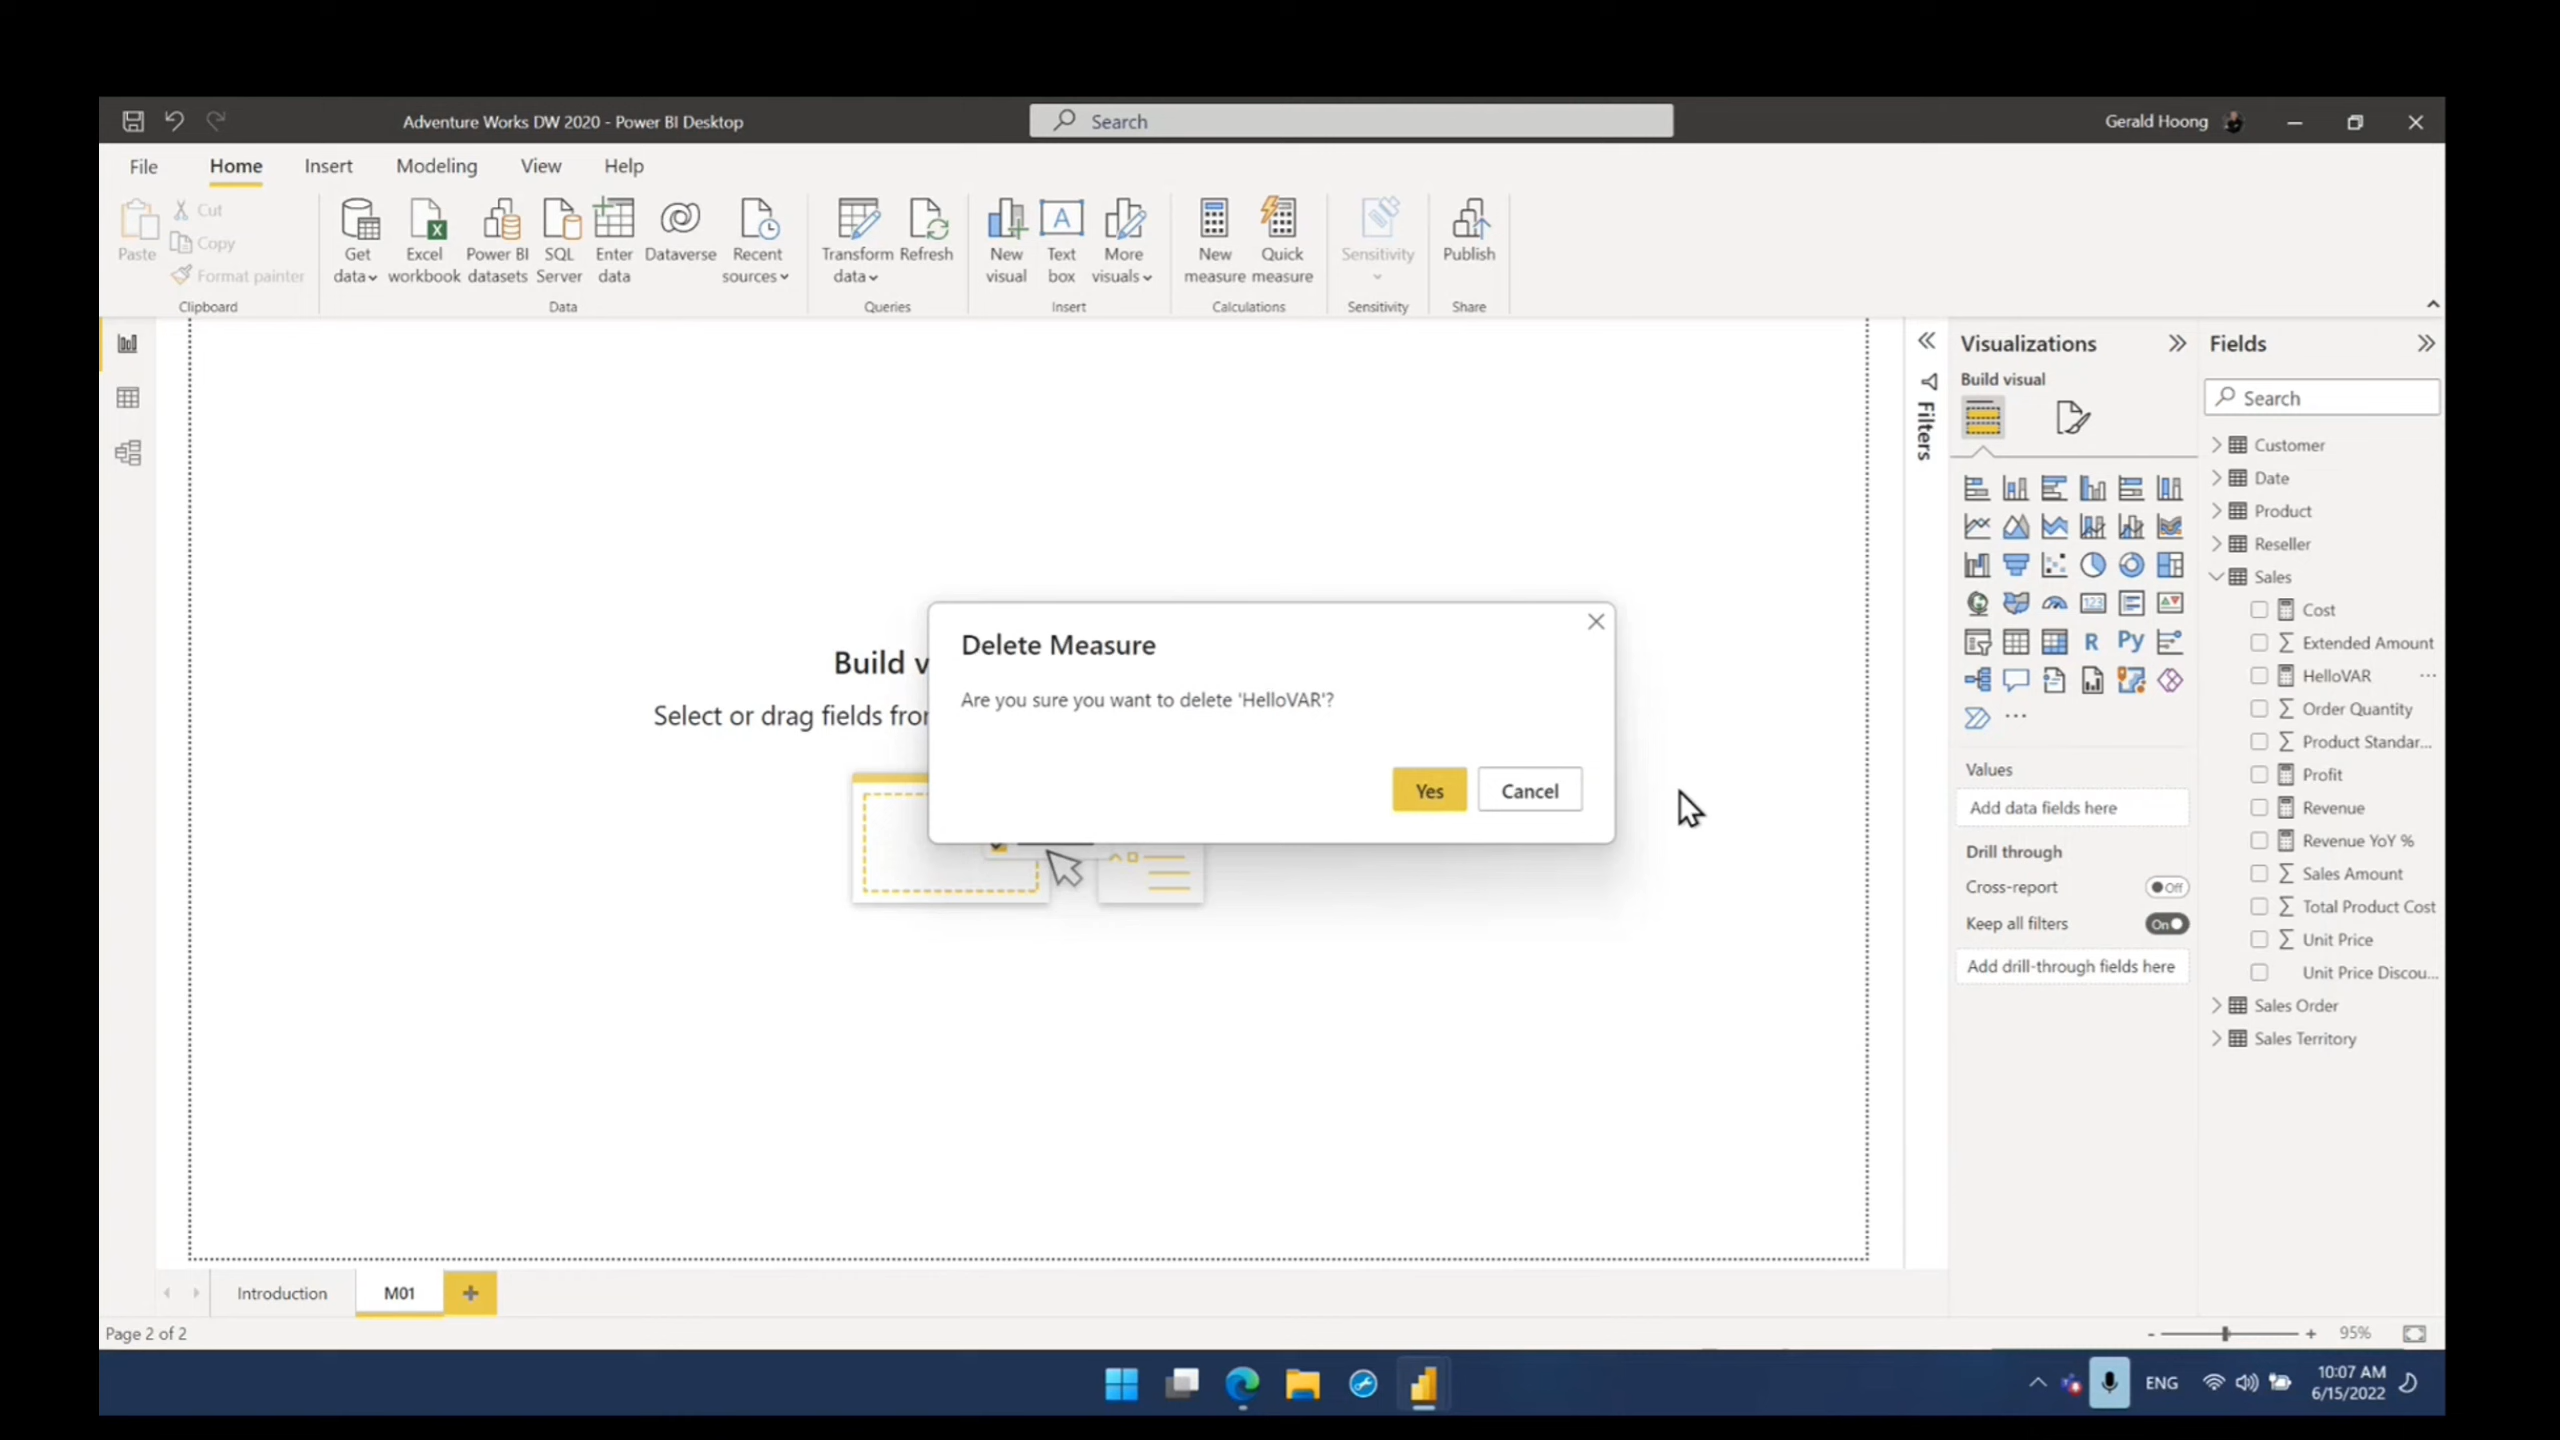 Adventure Works DW 2020 - Power BI Desktop
Search
Gerald Hoong
File
Home
Insert
Modeling
View
Help
Paste
Cut
Copy
Format painter
Clipboard
Get data
Excel workbook
Power BI datasets
SQL Server
Enter data
Dataverse
Recent sources
Data
Transform data
Refresh
Queries
New visual
A
Text box
More visuals
Insert
New measure
Quick measure
Calculations
Sensitivity
Sensitivity
Publish
Share
Build v
Select or drag fields fro
Delete Measure
Are you sure you want to delete 'HelloVAR'?
Yes
Cancel
Filters
Visualizations
Build visual
123
R
Py
Values
Add data fields here
Drill through
Cross-report
Off
Keep all filters
On
Add drill-through fields here
Fields
Search
Customer
Date
Product
Reseller
Sales
Cost
Extended Amount
HelloVAR
Order Quantity
Product Standar...
Profit
Revenue
Revenue YoY %
Sales Amount
Total Product Cost
Unit Price
Unit Price Discou...
Sales Order
Sales Territory
Introduction
M01
Page 2 of 2
95%
ENG
10:07 AM
6/15/2022